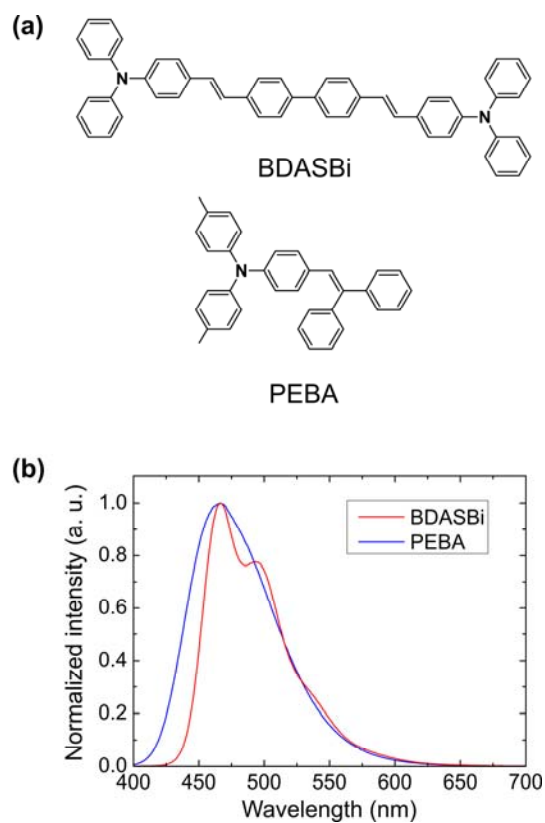 (a)
N
N
BDASBi
N
PEBA
(b)
Normalized intensity (a. u.)
1.0
0.8
0.6
0.4
0.2
0.0
BDASBi
PEBA
400 450 500 550 600 650 700
Wavelength (nm)